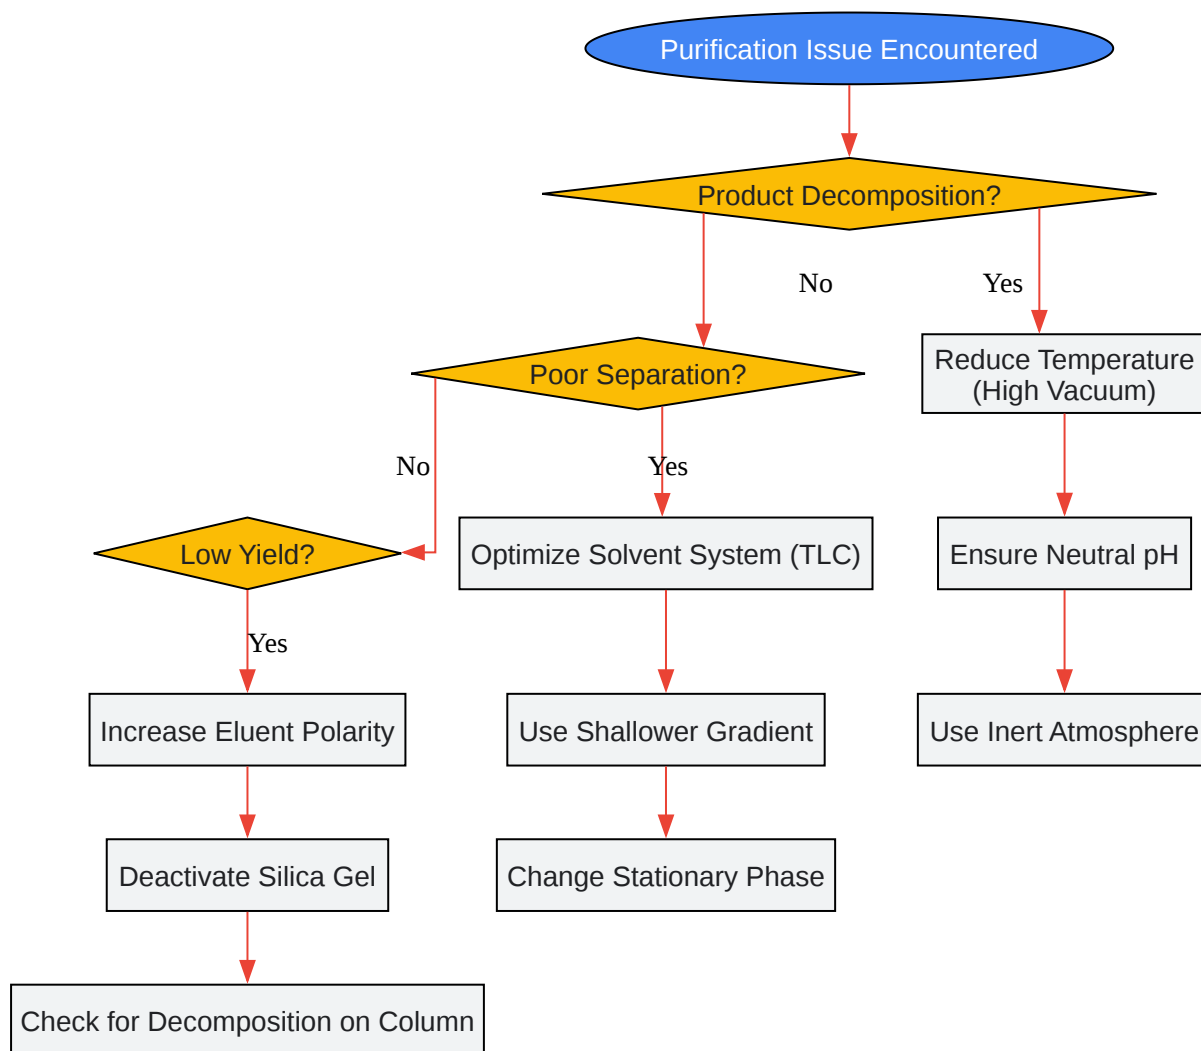 Purification Issue Encountered
Product Decomposition?
No
Yes
Reduce Temperature
(High Vacuum)
Poor Separation?
No
Yes
Low Yield?
Optimize Solvent System (TLC)
Ensure Neutral pH
Yes
Increase Eluent Polarity
Use Shallower Gradient
Use Inert Atmosphere
Deactivate Silica Gel
Change Stationary Phase
Check for Decomposition on Column